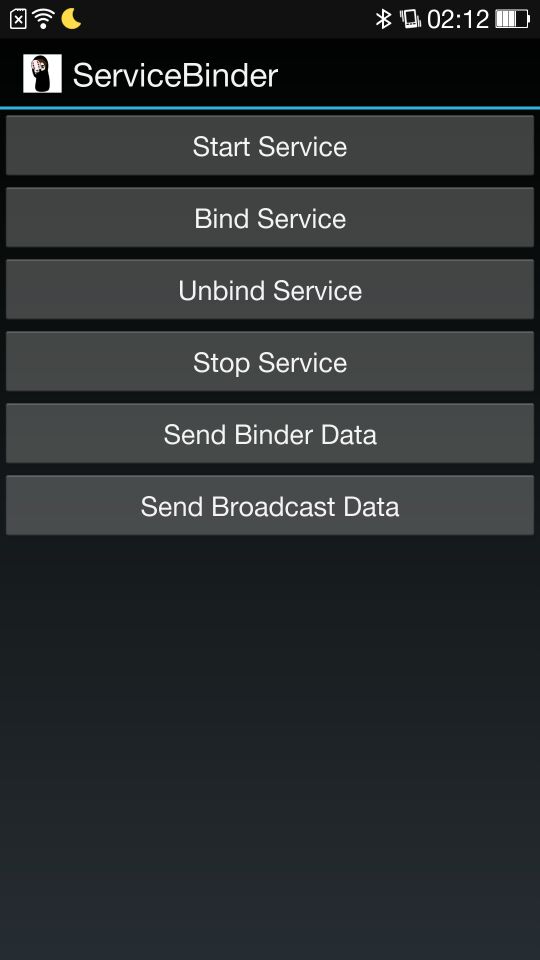 02:12
ServiceBinder
Start Service
Bind Service
Unbind Service
Stop Service
Send Binder Data
Send Broadcast Data